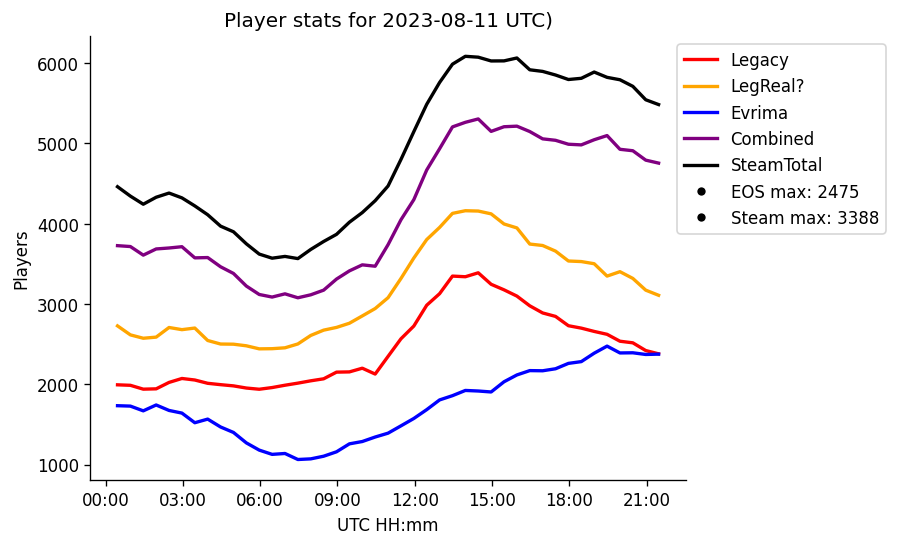 Player stats for 2023-08-11 UTC)
Legacy
LegReal?
Evrima
Combined
SteamTotal
EOS max: 2475
Steam max: 3388
Players
6000
5000
4000
3000
2000
1000
00:00 03:00 06:00 09:00 12:00 15:00 18:00 21:00
UTC HH:mm